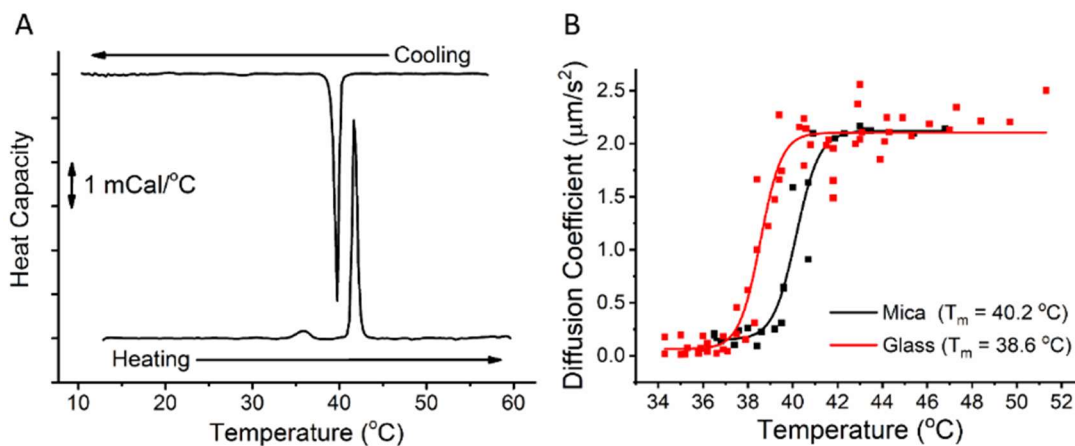 A
Cooling
Heat Capacity
1 mCal/°C
Heating
10 20 30 40 50 60
Temperature (°C)
B
Diffusion Coefficient (μm/s²)
2.5
2.0
1.5
1.0
0.5
0.0
Mica (Tm = 40.2 °C)
Glass (Tm = 38.6 °C)
34 36 38 40 42 44 46 48 50 52
Temperature (°C)